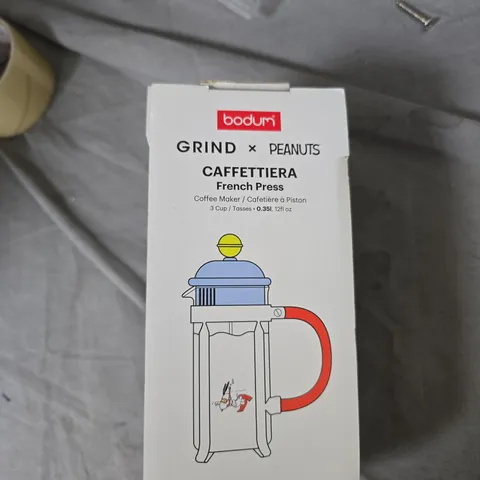 bodum
GRIND × PEANUTS
CAFFETTIERA
French Press
Coffee Maker / Cafetière à Piston
3 Cup / Tasses • 0.35l, 12fl oz